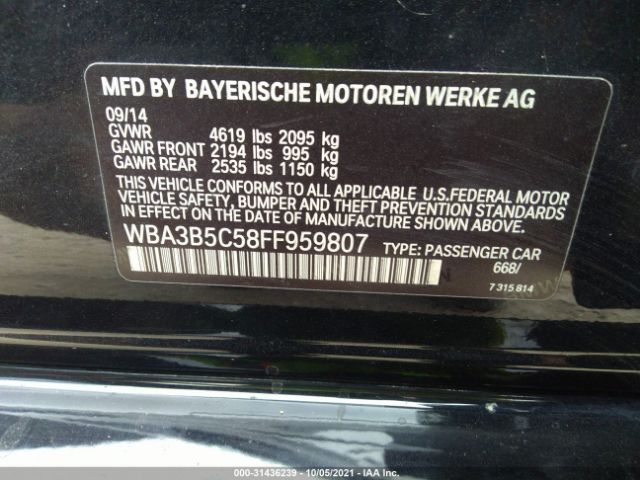 MFD BY BAYERISCHE MOTOREN WERKE AG
09/14
GVWR 4619 lbs 2095 kg
GAWR FRONT 2194 lbs 995 kg
GAWR REAR 2535 lbs 1150 kg
THIS VEHICLE CONFORMS TO ALL APPLICABLE U.S.FEDERAL MOTOR
VEHICLE SAFETY, BUMPER AND THEFT PREVENTION STANDARDS
IN EFFECT ON THE DATE OF MANUFACTURE SHOWN ABOVE.
WBA3B5C58FF959807 TYPE: PASSENGER CAR
668/
7 315 814
000-31436239 - 10/05/2021 - IAA Inc.